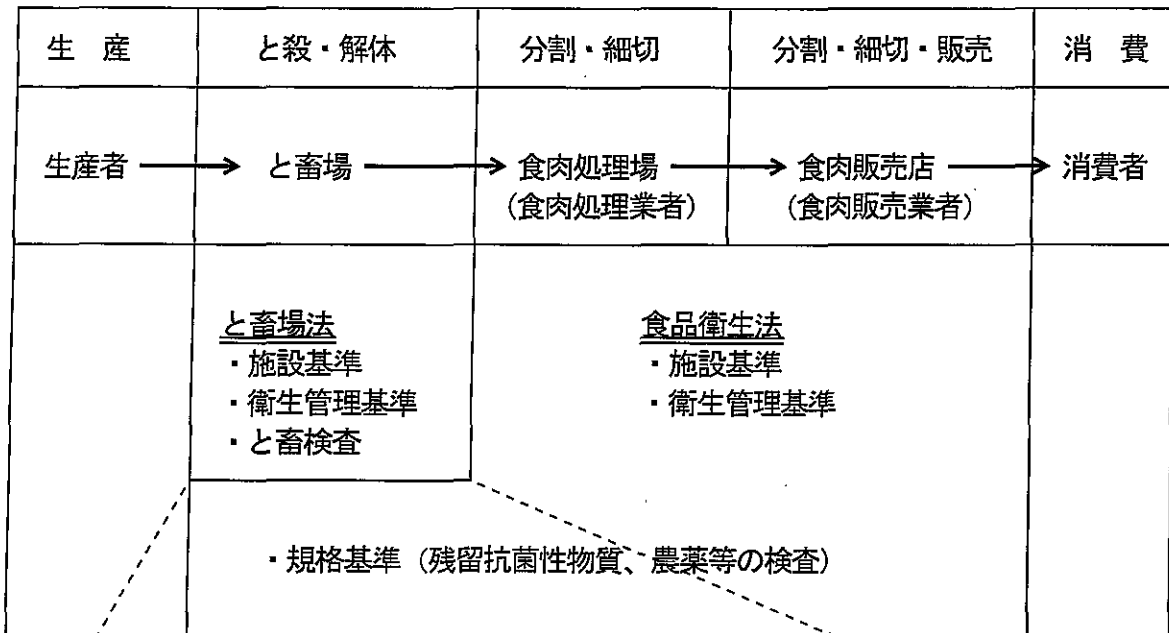 生 産 と殺・解体 分割・細切 分割・細切・販売 消 費
生産者 と畜場 食肉処理場 食肉販売店 消費者
(食肉処理業者) (食肉販売業者)
と畜場法 食品衛生法
・施設基準 ・施設基準
・衛生管理基準 ・衛生管理基準
・と畜検査
・規格基準(残留抗菌性物質、農薬等の検査)